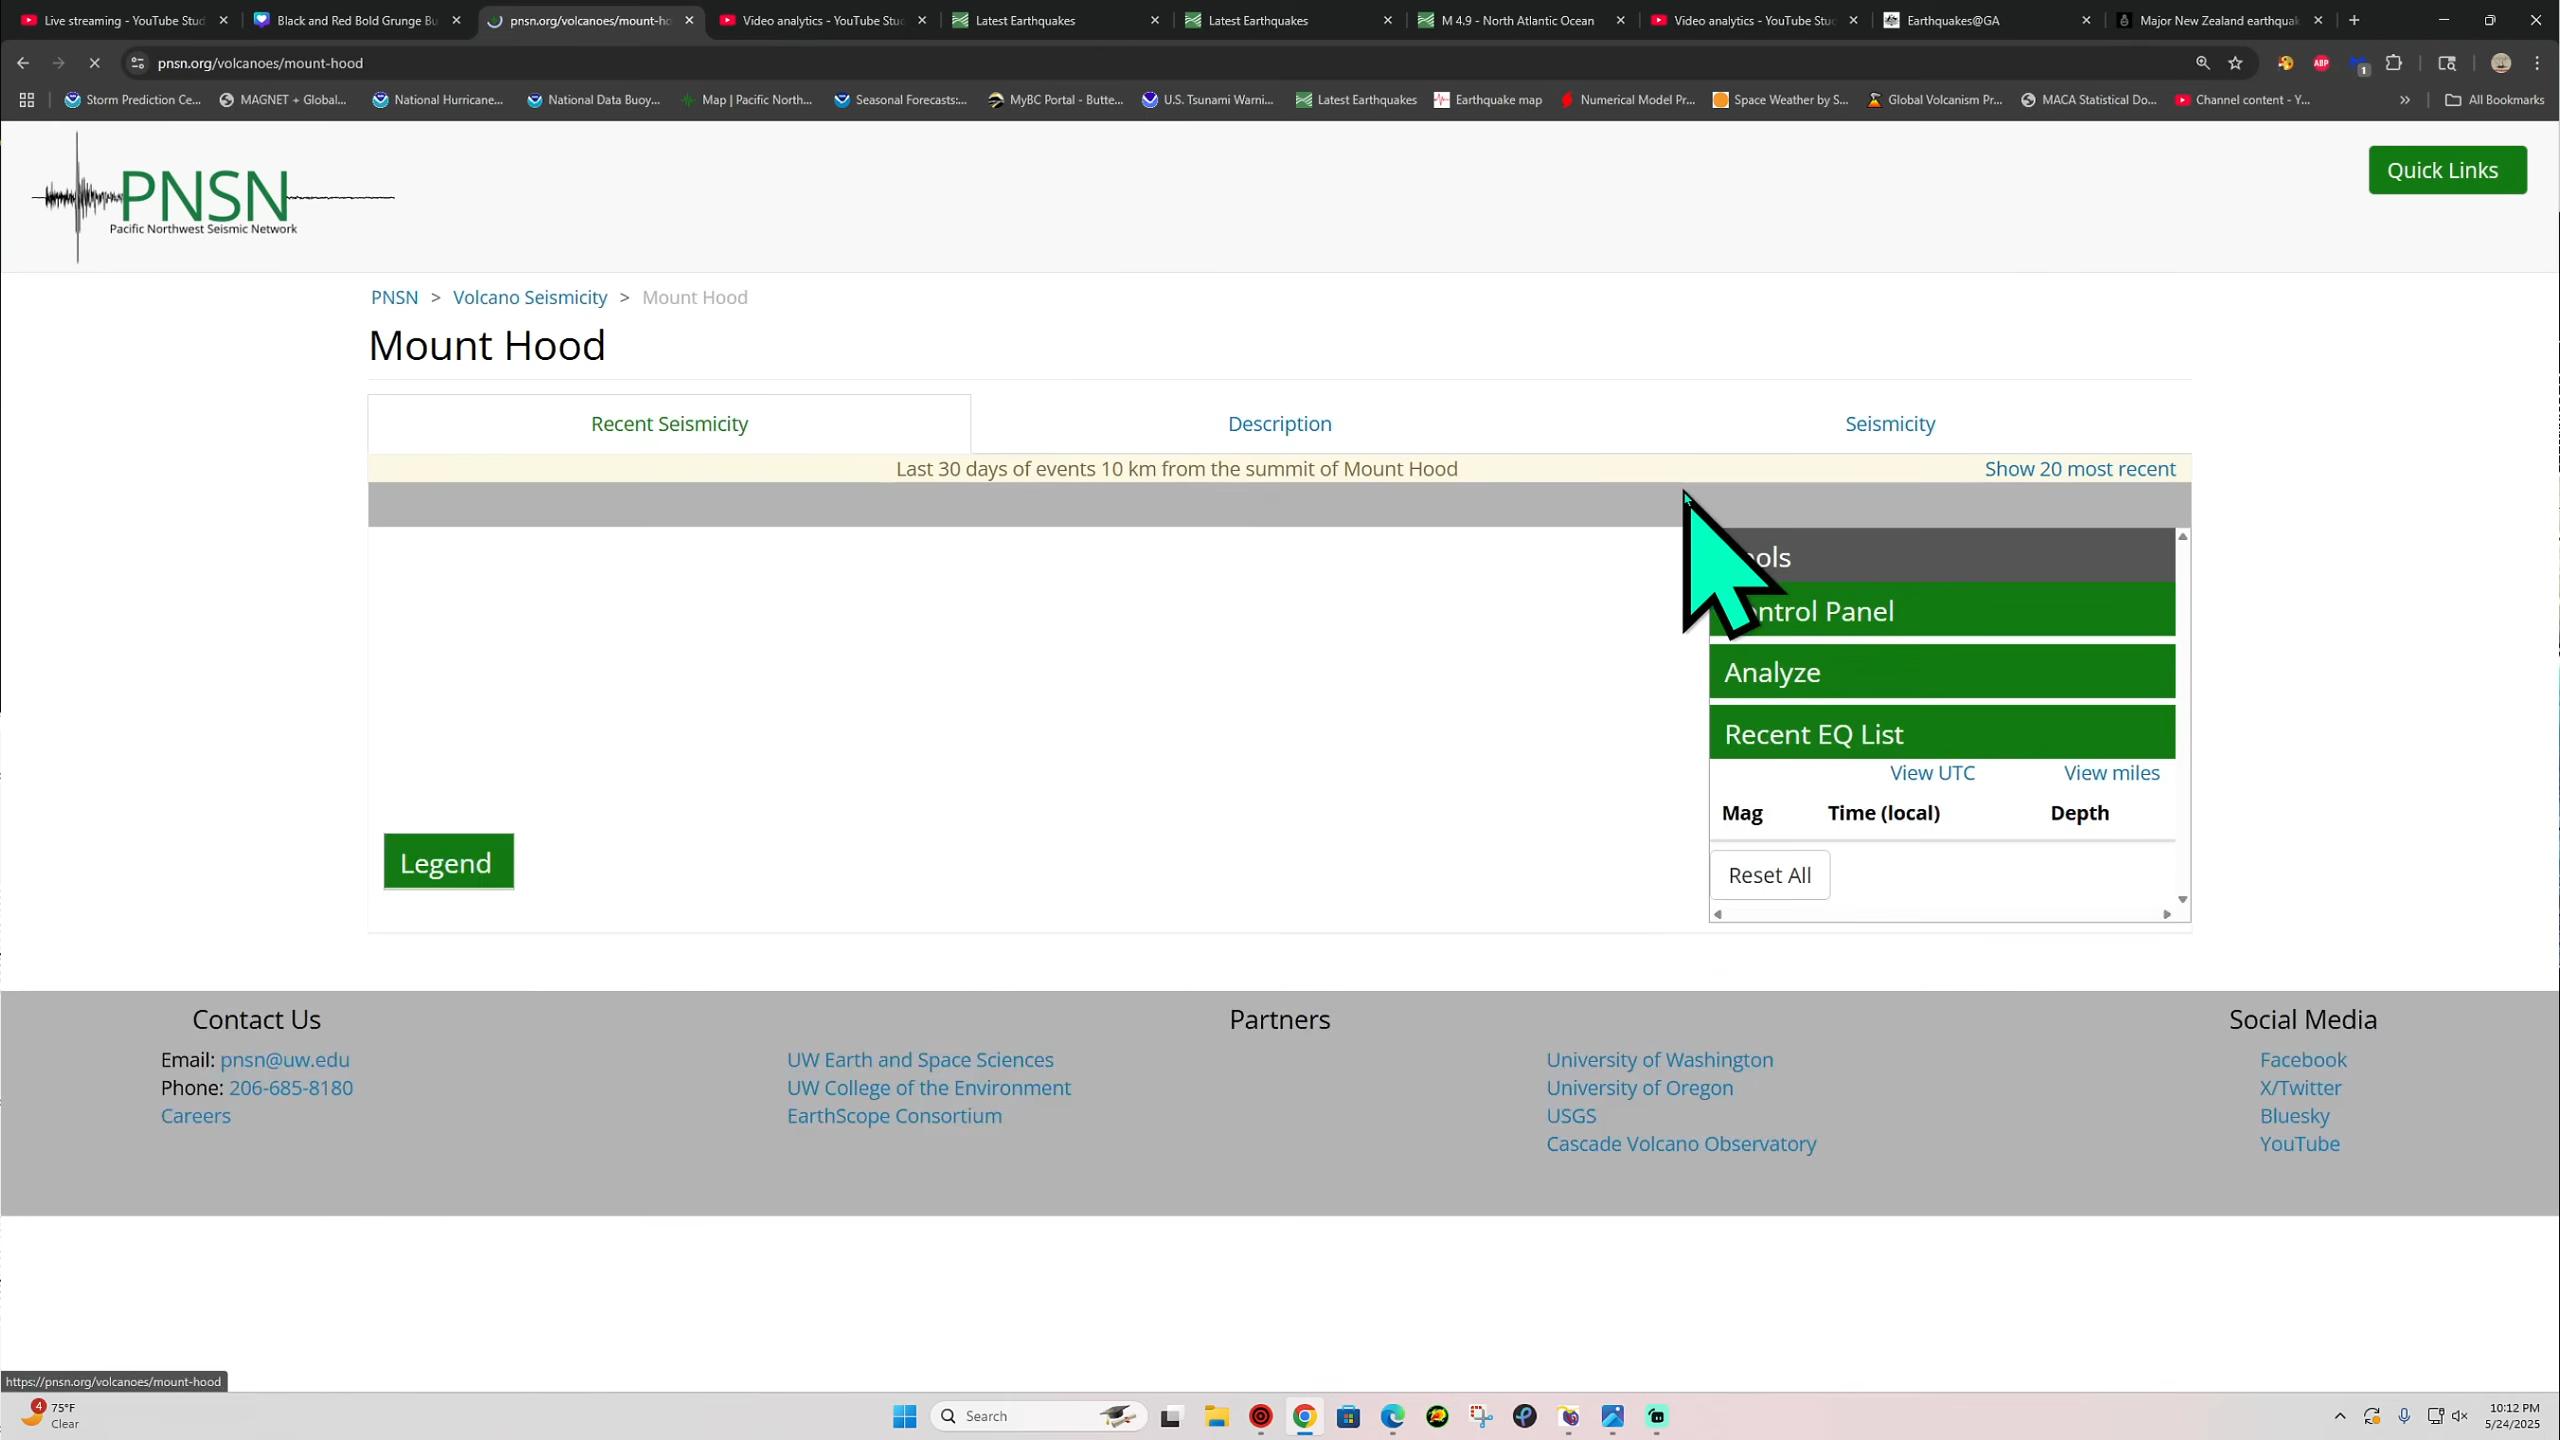 Live streaming - YouTube Stud
Black and Red Bold Grunge Bu
pnsn.org/volcanoes/mount-ho
Video analytics - YouTube Stu
Latest Earthquakes
Latest Earthquakes
M 4.9 - North Atlantic Ocean
Video analytics - YouTube Stu
Earthquakes@GA
Major New Zealand earthquak
pnsn.org/volcanoes/mount-hood
ABP
1
Storm Prediction Ce...
MAGNET + Global...
National Hurricane...
National Data Buoy...
Map | Pacific North...
Seasonal Forecasts:...
MyBC Portal - Butte...
U.S. Tsunami Warni...
Latest Earthquakes
Earthquake map
Numerical Model Pr...
Space Weather by S...
Global Volcanism Pr...
MACA Statistical Do...
Channel content - Y...
All Bookmarks
PNSN
Pacific Northwest Seismic Network
Quick Links
PNSN > Volcano Seismicity > Mount Hood
Mount Hood
Recent Seismicity
Description
Seismicity
Last 30 days of events 10 km from the summit of Mount Hood
Show 20 most recent
ols
ntrol Panel
Analyze
Recent EQ List
View UTC View miles
Mag Time (local) Depth
Reset All
Legend
Contact Us
Email: pnsn@uw.edu
Phone: 206-685-8180
Careers
Partners
UW Earth and Space Sciences
UW College of the Environment
EarthScope Consortium
University of Washington
University of Oregon
USGS
Cascade Volcano Observatory
Social Media
Facebook
X/Twitter
Bluesky
YouTube
https://pnsn.org/volcanoes/mount-hood
4
75°F
Clear
Search
10:12 PM
5/24/2025